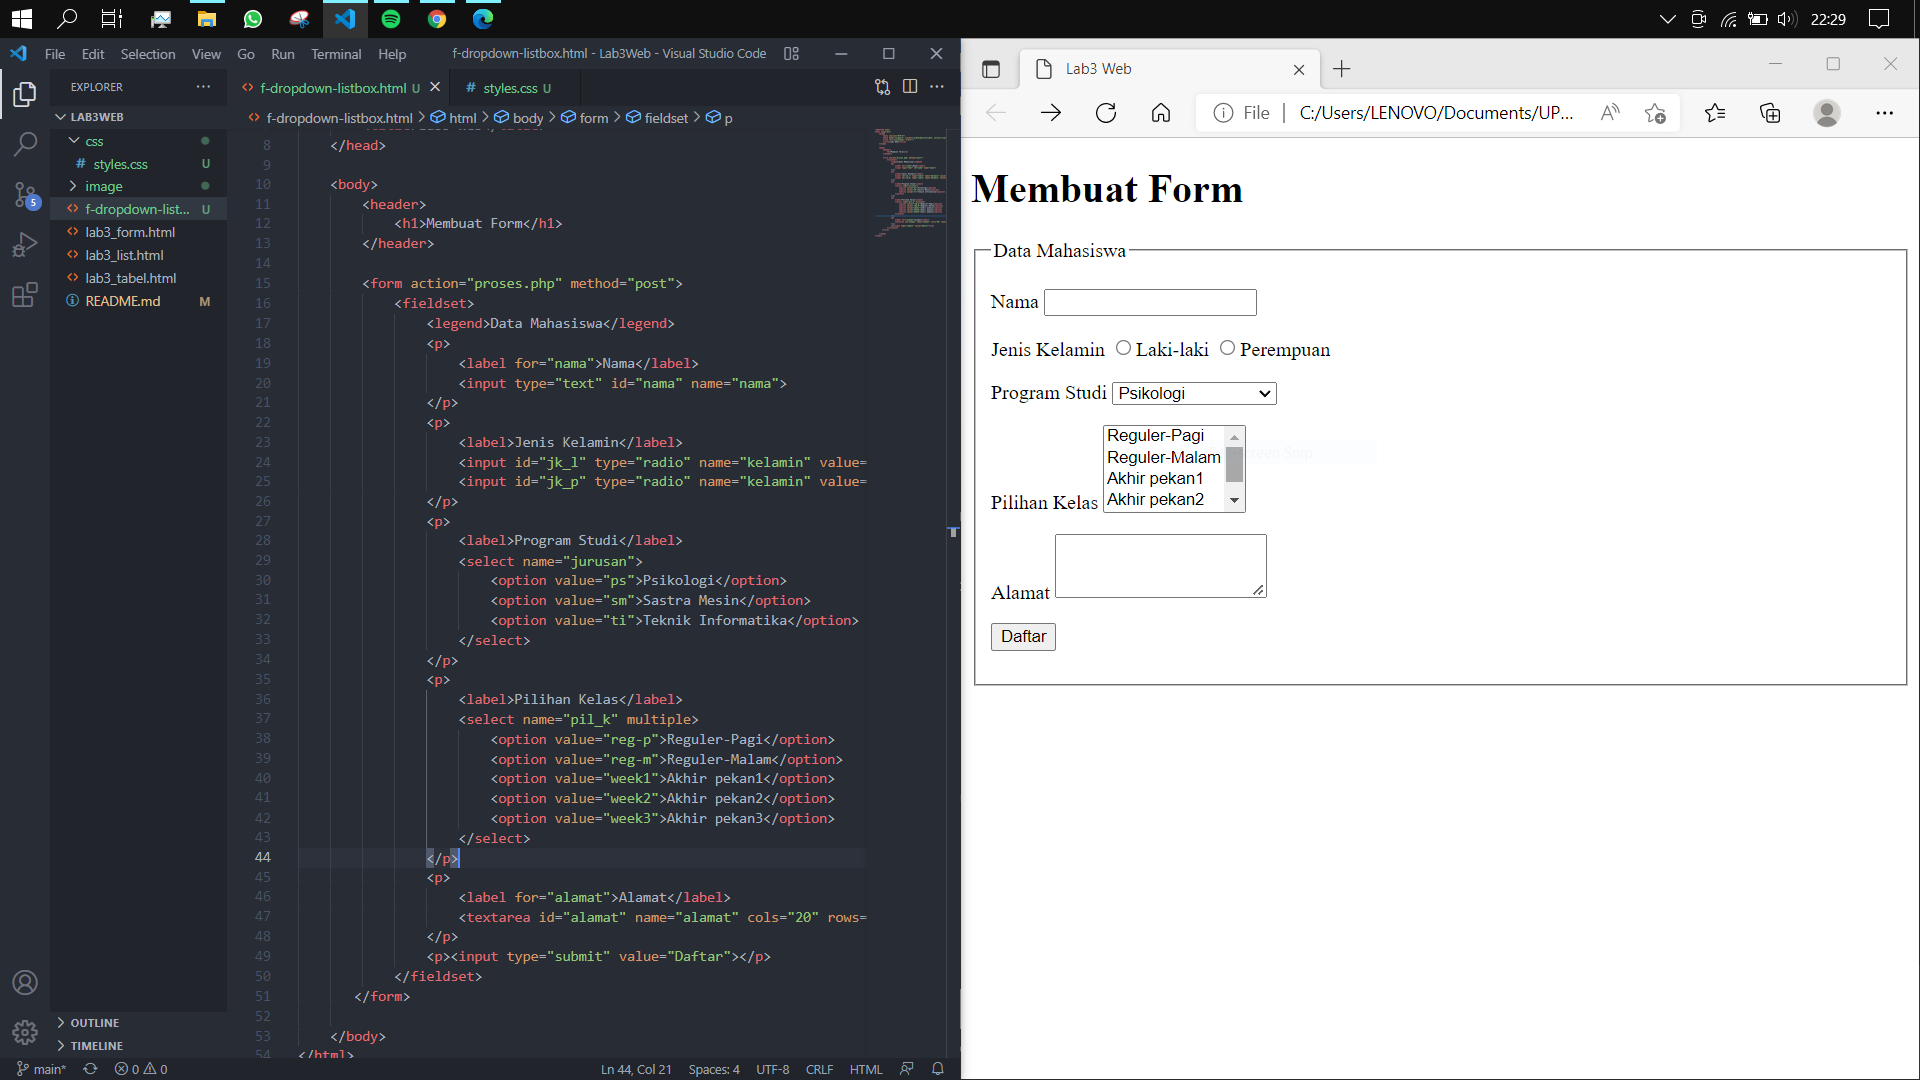 22:29
File Edit Selection View Go Run Terminal Help
f-dropdown-listbox.html - Lab3Web - Visual Studio Code
EXPLORER
LAB3WEB
css
# styles.css U
image
f-dropdown-list... U
lab3_form.html
lab3_list.html
lab3_tabel.html
README.md M
OUTLINE
TIMELINE
5
f-dropdown-listbox.html U
# styles.css U
f-dropdown-listbox.html > html > body > form > fieldset > p
8 </head>
9
10 <body>
11 <header>
12 <h1>Membuat Form</h1>
13 </header>
14
15 <form action="proses.php" method="post">
16 <fieldset>
17 <legend>Data Mahasiswa</legend>
18 <p>
19 <label for="nama">Nama</label>
20 <input type="text" id="nama" name="nama">
21 </p>
22 <p>
23 <label>Jenis Kelamin</label>
24 <input id="jk_l" type="radio" name="kelamin" value=
25 <input id="jk_p" type="radio" name="kelamin" value=
26 </p>
27 <p>
28 <label>Program Studi</label>
29 <select name="jurusan">
30 <option value="ps">Psikologi</option>
31 <option value="sm">Sastra Mesin</option>
32 <option value="ti">Teknik Informatika</option>
33 </select>
34 </p>
35 <p>
36 <label>Pilihan Kelas</label>
37 <select name="pil_k" multiple>
38 <option value="reg-p">Reguler-Pagi</option>
39 <option value="reg-m">Reguler-Malam</option>
40 <option value="week1">Akhir pekan1</option>
41 <option value="week2">Akhir pekan2</option>
42 <option value="week3">Akhir pekan3</option>
43 </select>
44 </p>
45 <p>
46 <label for="alamat">Alamat</label>
47 <textarea id="alamat" name="alamat" cols="20" rows=
48 </p>
49 <p><input type="submit" value="Daftar"></p>
50 </fieldset>
51 </form>
52
53 </body>
54 </html>
main* 0 0
Ln 44, Col 21 Spaces: 4 UTF-8 CRLF HTML
Lab3 Web
File C:/Users/LENOVO/Documents/UP...
Membuat Form
Data Mahasiswa
Nama
Jenis Kelamin Laki-laki Perempuan
Program Studi Psikologi
Reguler-Pagi
Reguler-Malam
Akhir pekan1
Akhir pekan2
Pilihan Kelas
Alamat
Daftar